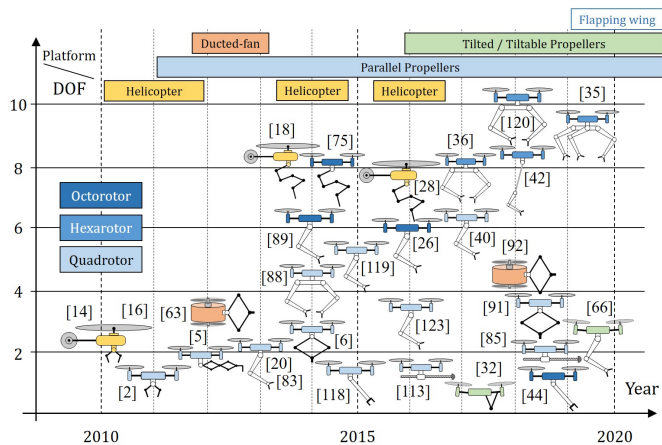 Flapping wing
Ducted-fan
Tilted / Tiltable Propellers
Platform
Parallel Propellers
DOF
Helicopter
Helicopter
Helicopter
10
[35]
[120]
[18]
[75]
[36]
8
[42]
[28]
Octorotor
Hexarotor
Quadrotor
6
[89]
[26]
[40]
[119]
[92]
[88]
4
[14]
[16]
[63]
[91]
[66]
[123]
[5]
[6]
[85]
2
[20]
[32]
[2]
[83]
[118]
[113]
[44]
Year
2010
2015
2020